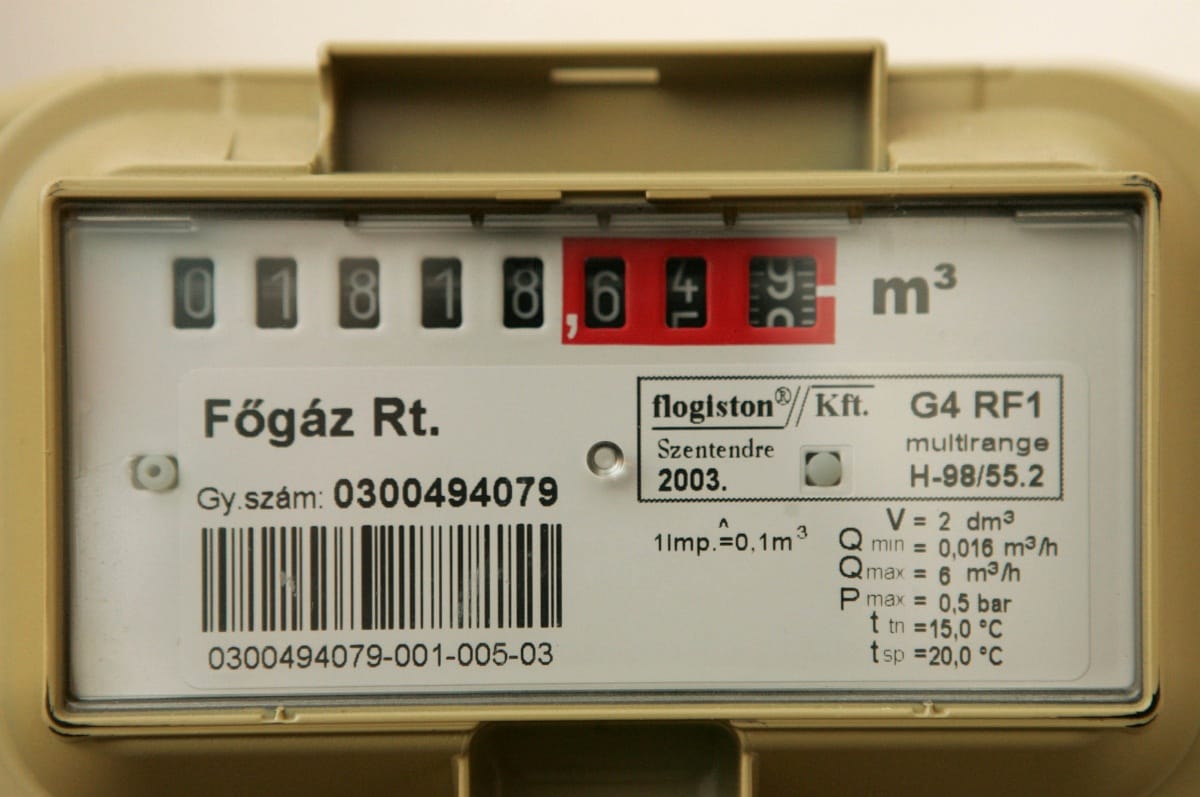 01818,649 m³
Főgáz Rt.
Gy.szám: 0300494079
0300494079-001-005-03
flogiston®// Kft.
Szentendre
2003.
G4 RF1
multirange
H-98/55.2
1Imp.≙0,1m³
V = 2 dm³
Q min = 0,016 m³/h
Q max = 6 m³/h
P max = 0,5 bar
t tn =15,0 °C
t sp =20,0 °C